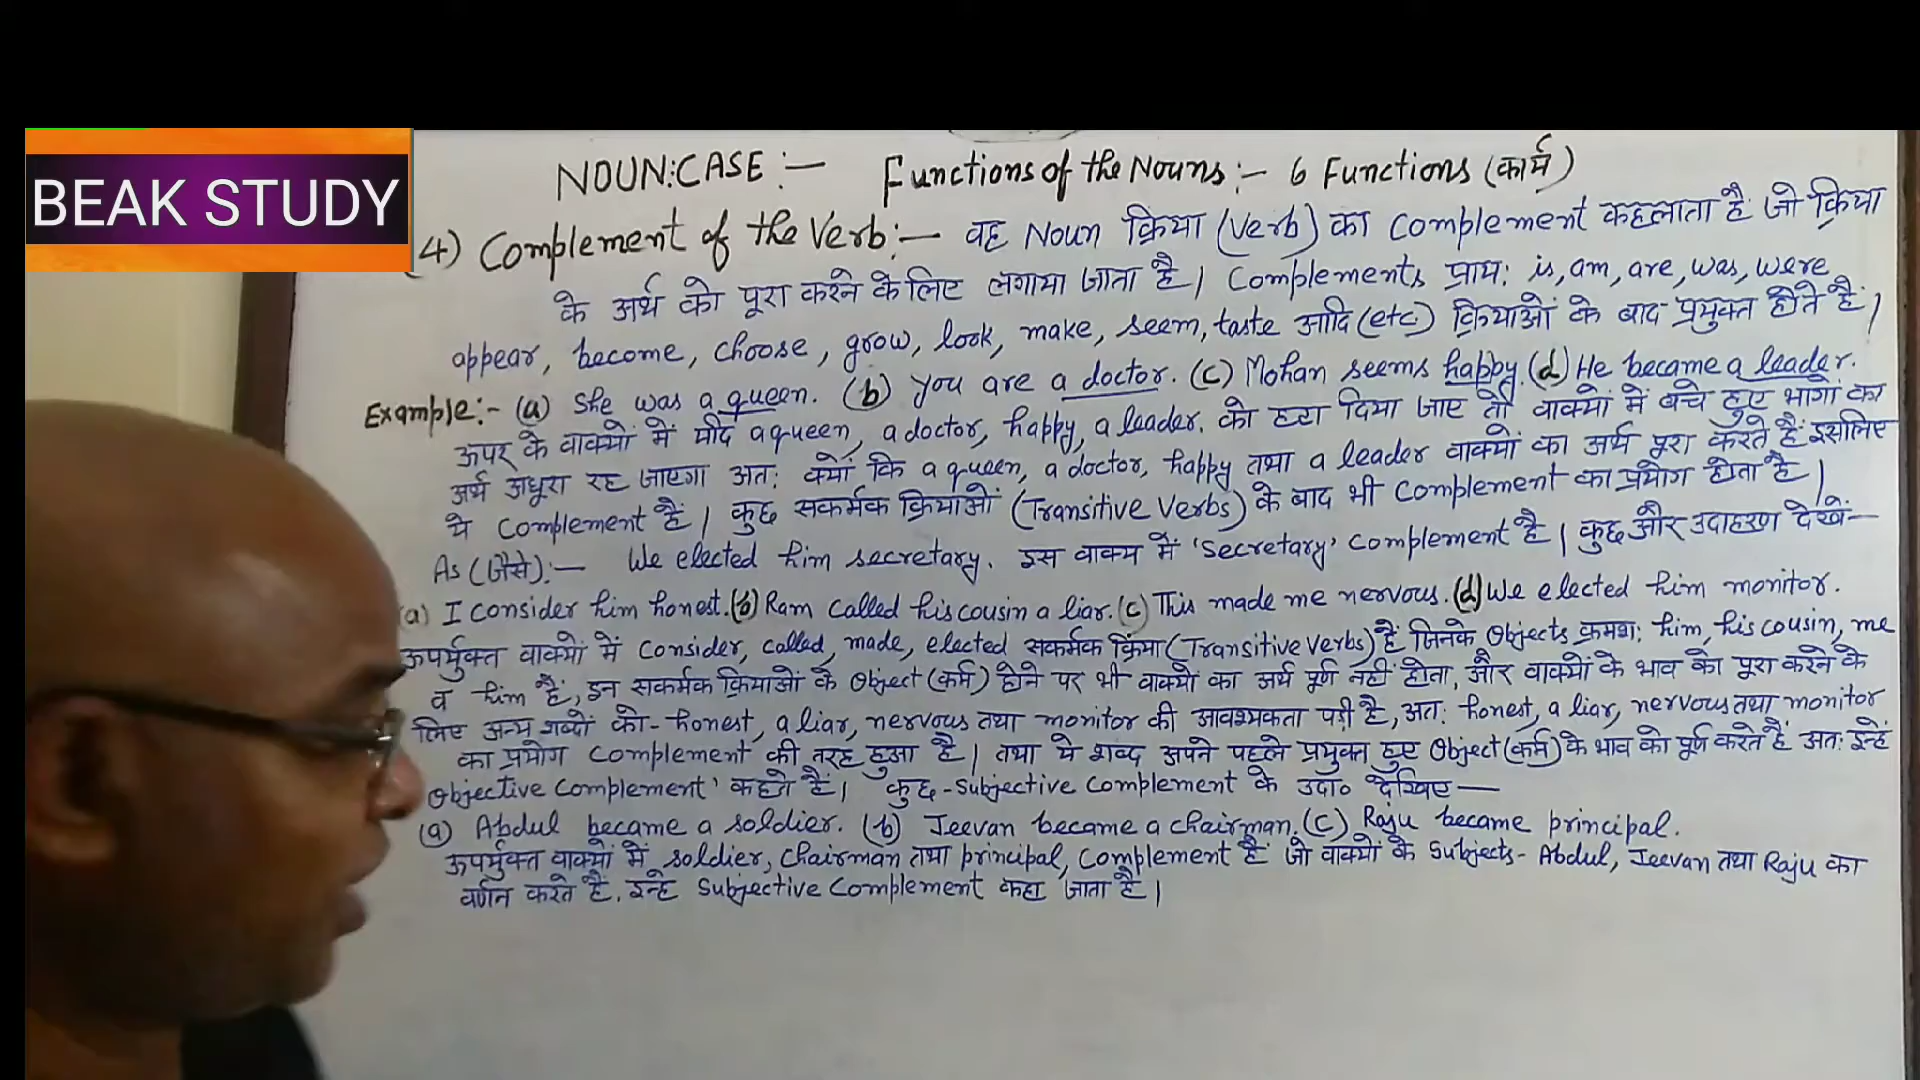 BEAK STUDY
NOUN:CASE :— Functions of the Nouns :- 6 Functions (कार्य)
(4) Complement of the Verb :— वह Noun क्रिया (Verb) का Complement कहलाता है जो क्रिया
के अर्थ को पूरा करने के लिए लगाया जाता है। Complements प्राय: is, am, are, was, were
appear, become, choose, grow, look, make, seem, taste आदि (etc) क्रियाओं के बाद प्रयुक्त होते हैं।
Example :- (a) She was a queen. (b) You are a doctor. (c) Mohan seems happy. (d) He became a leader.
ऊपर के वाक्यों में यदि a queen, a doctor, happy, a leader. को हटा दिया जाए तो वाक्यों में बचे हुए भागों का
अर्थ अधूरा रह जाएगा अत: क्यों कि a queen, a doctor, happy तथा a leader वाक्यों का अर्थ पूरा करते हैं इसलिए
ये Complement हैं। कुछ सकर्मक क्रियाओं (Transitive Verbs) के बाद भी Complement का प्रयोग होता है।
As (जैसे) :— We elected him secretary. इस वाक्य में 'Secretary' Complement है। कुछ और उदाहरण देखें—
(a) I consider him honest. (b) Ram called his cousin a liar. (c) This made me nervous. (d) We elected him monitor.
ऊपर्युक्त वाक्यों में Consider, called, made, elected सकर्मक क्रिया (Transitive verbs) हैं जिनके Objects क्रमश: him, his cousin, me
व him हैं, इन सकर्मक क्रियाओं के Object (कर्म) होने पर भी वाक्यों का अर्थ पूर्ण नहीं होता, और वाक्यों के भाव को पूरा करने के
लिए अन्य शब्दों को - honest, a liar, nervous तथा monitor की आवश्यकता पड़ी है, अत: honest, a liar, nervous तथा monitor
का प्रयोग Complement की तरह हुआ है। तथा ये शब्द अपने पहले प्रयुक्त हुए Object (कर्म) के भाव को पूर्ण करते हैं अत: इन्हें
Objective Complement' कहते हैं। कुछ - Subjective Complement के उदा० देखिए —
(a) Abdul became a soldier. (b) Jeevan became a chairman. (c) Raju became principal.
ऊपर्युक्त वाक्यों में soldier, Chairman तथा principal, Complement हैं जो वाक्यों के Subjects - Abdul, Jeevan तथा Raju का
वर्णन करते हैं. इन्हे Subjective Complement कहा जाता है।